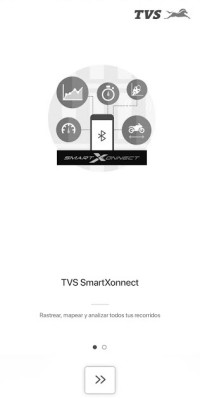 TVS
SMARTXONNECT
TVS SmartXonnect
Rastrear, mapear y analizar todos tus recorridos